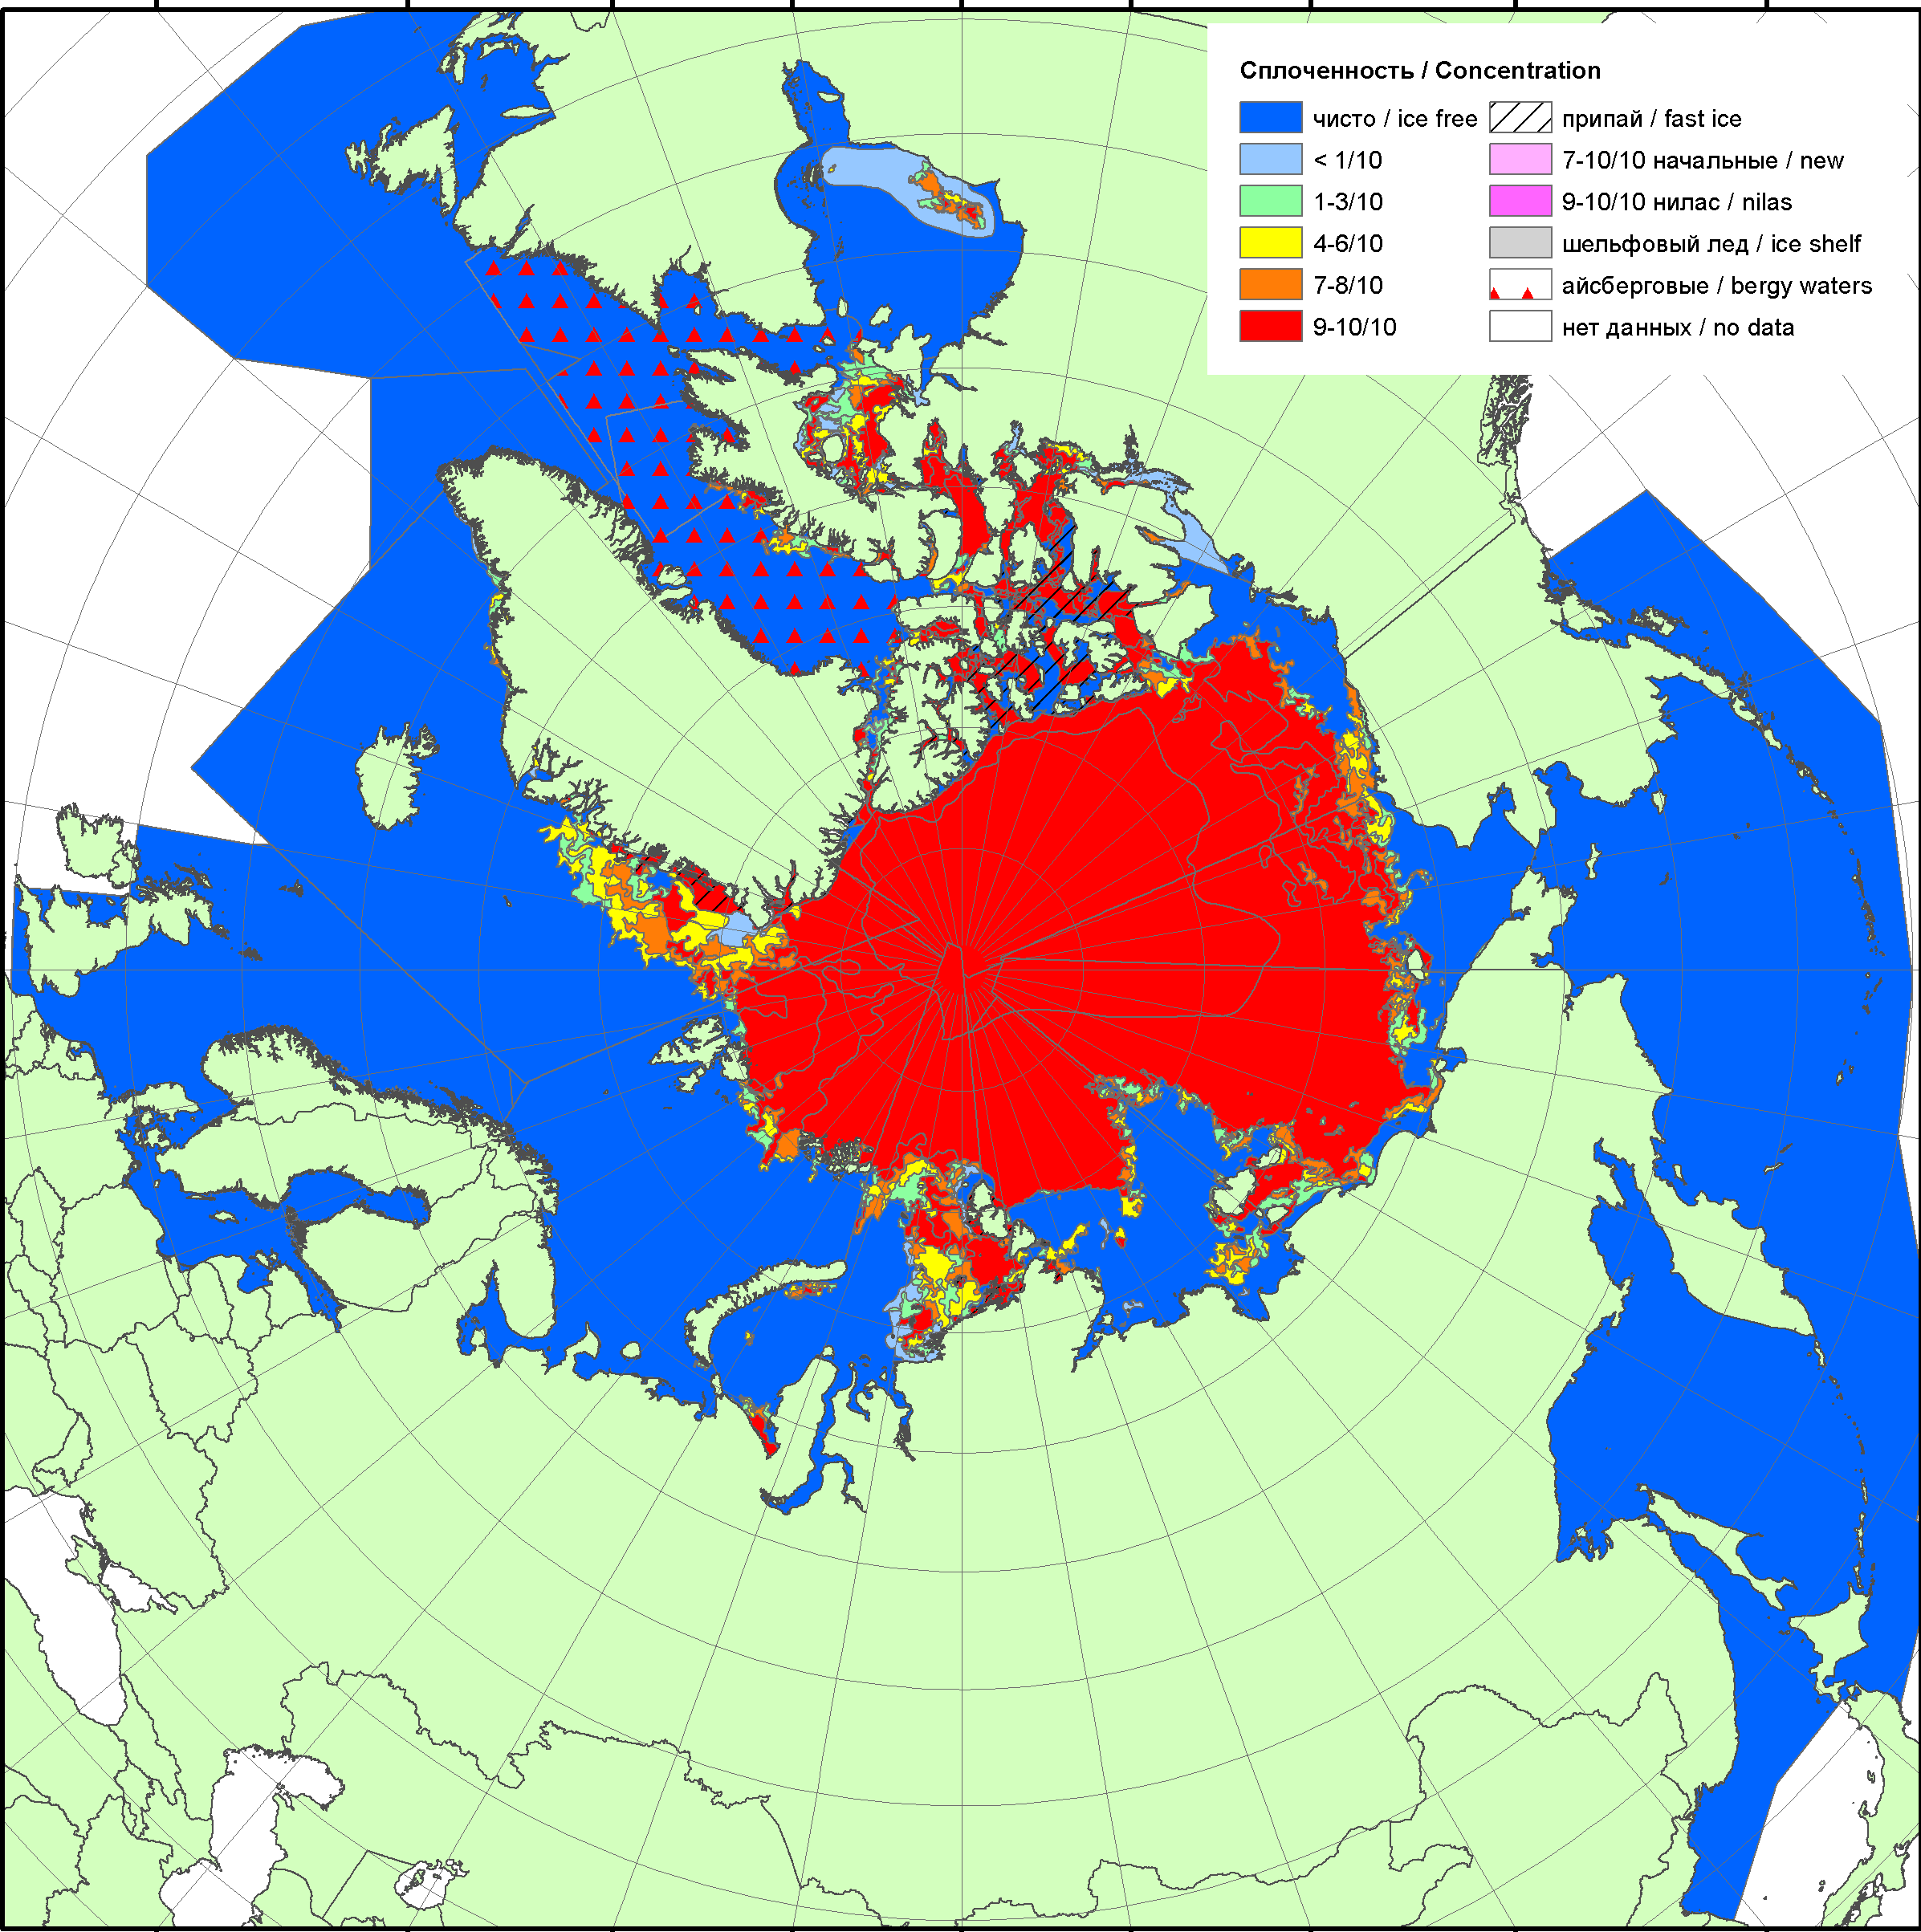 Сплоченность / Concentration
чисто / ice free
< 1/10
1-3/10
4-6/10
7-8/10
9-10/10
припай / fast ice
7-10/10 начальные / new
9-10/10 нилас / nilas
шельфовый лед / ice shelf
айсберговые / bergy waters
нет данных / no data